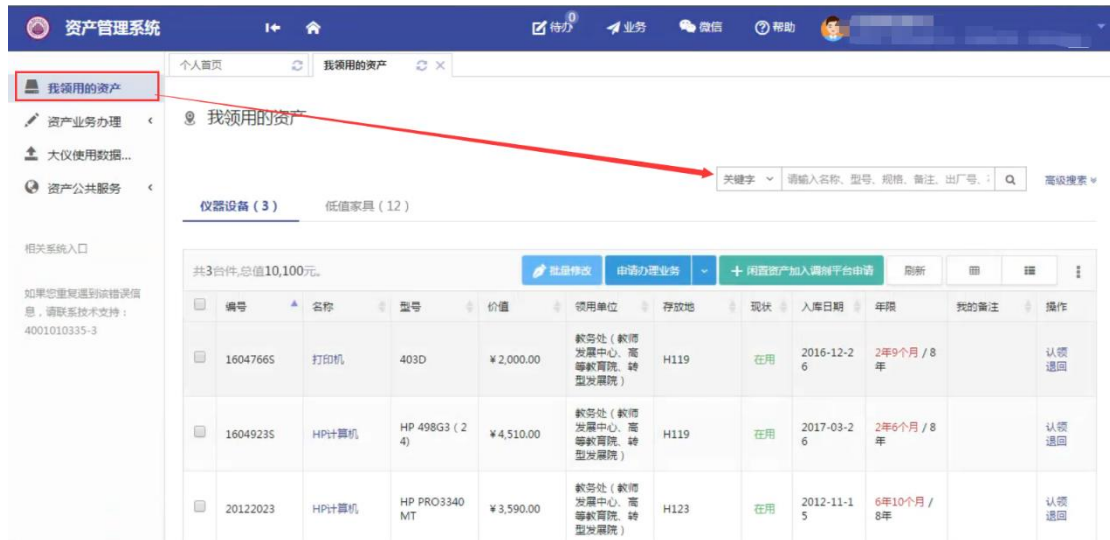 资产管理系统
待办 0
业务
微信
帮助
个人首页
我领用的资产
我领用的资产
资产业务办理
大仪使用数据...
资产公共服务
相关系统入口
如果您重复遇到该错误信
息,请联系技术支持:
4001010335-3
我领用的资产
关键字
请输入名称、型号、规格、备注、出厂号、
高级搜索
仪器设备(3)
低值家具(12)
共3台件,总值10,100元。
批量修改
申请办理业务
闲置资产加入调剂平台申请
刷新
编号 名称 型号 价值 领用单位 存放地 现状 入库日期 年限 我的备注 操作
1604766S 打印机 403D ¥2,000.00 教务处(教师
发展中心、高
等教育院、转
型发展院) H119 在用 2016-12-2
6 2年9个月 / 8
年 认领
退回
1604923S HP计算机 HP 498G3(2
4) ¥4,510.00 教务处(教师
发展中心、高
等教育院、转
型发展院) H119 在用 2017-03-2
6 2年6个月 / 8
年 认领
退回
20122023 HP计算机 HP PRO3340
MT ¥3,590.00 教务处(教师
发展中心、高
等教育院、转
型发展院) H123 在用 2012-11-1
5 6年10个月 /
8年 认领
退回